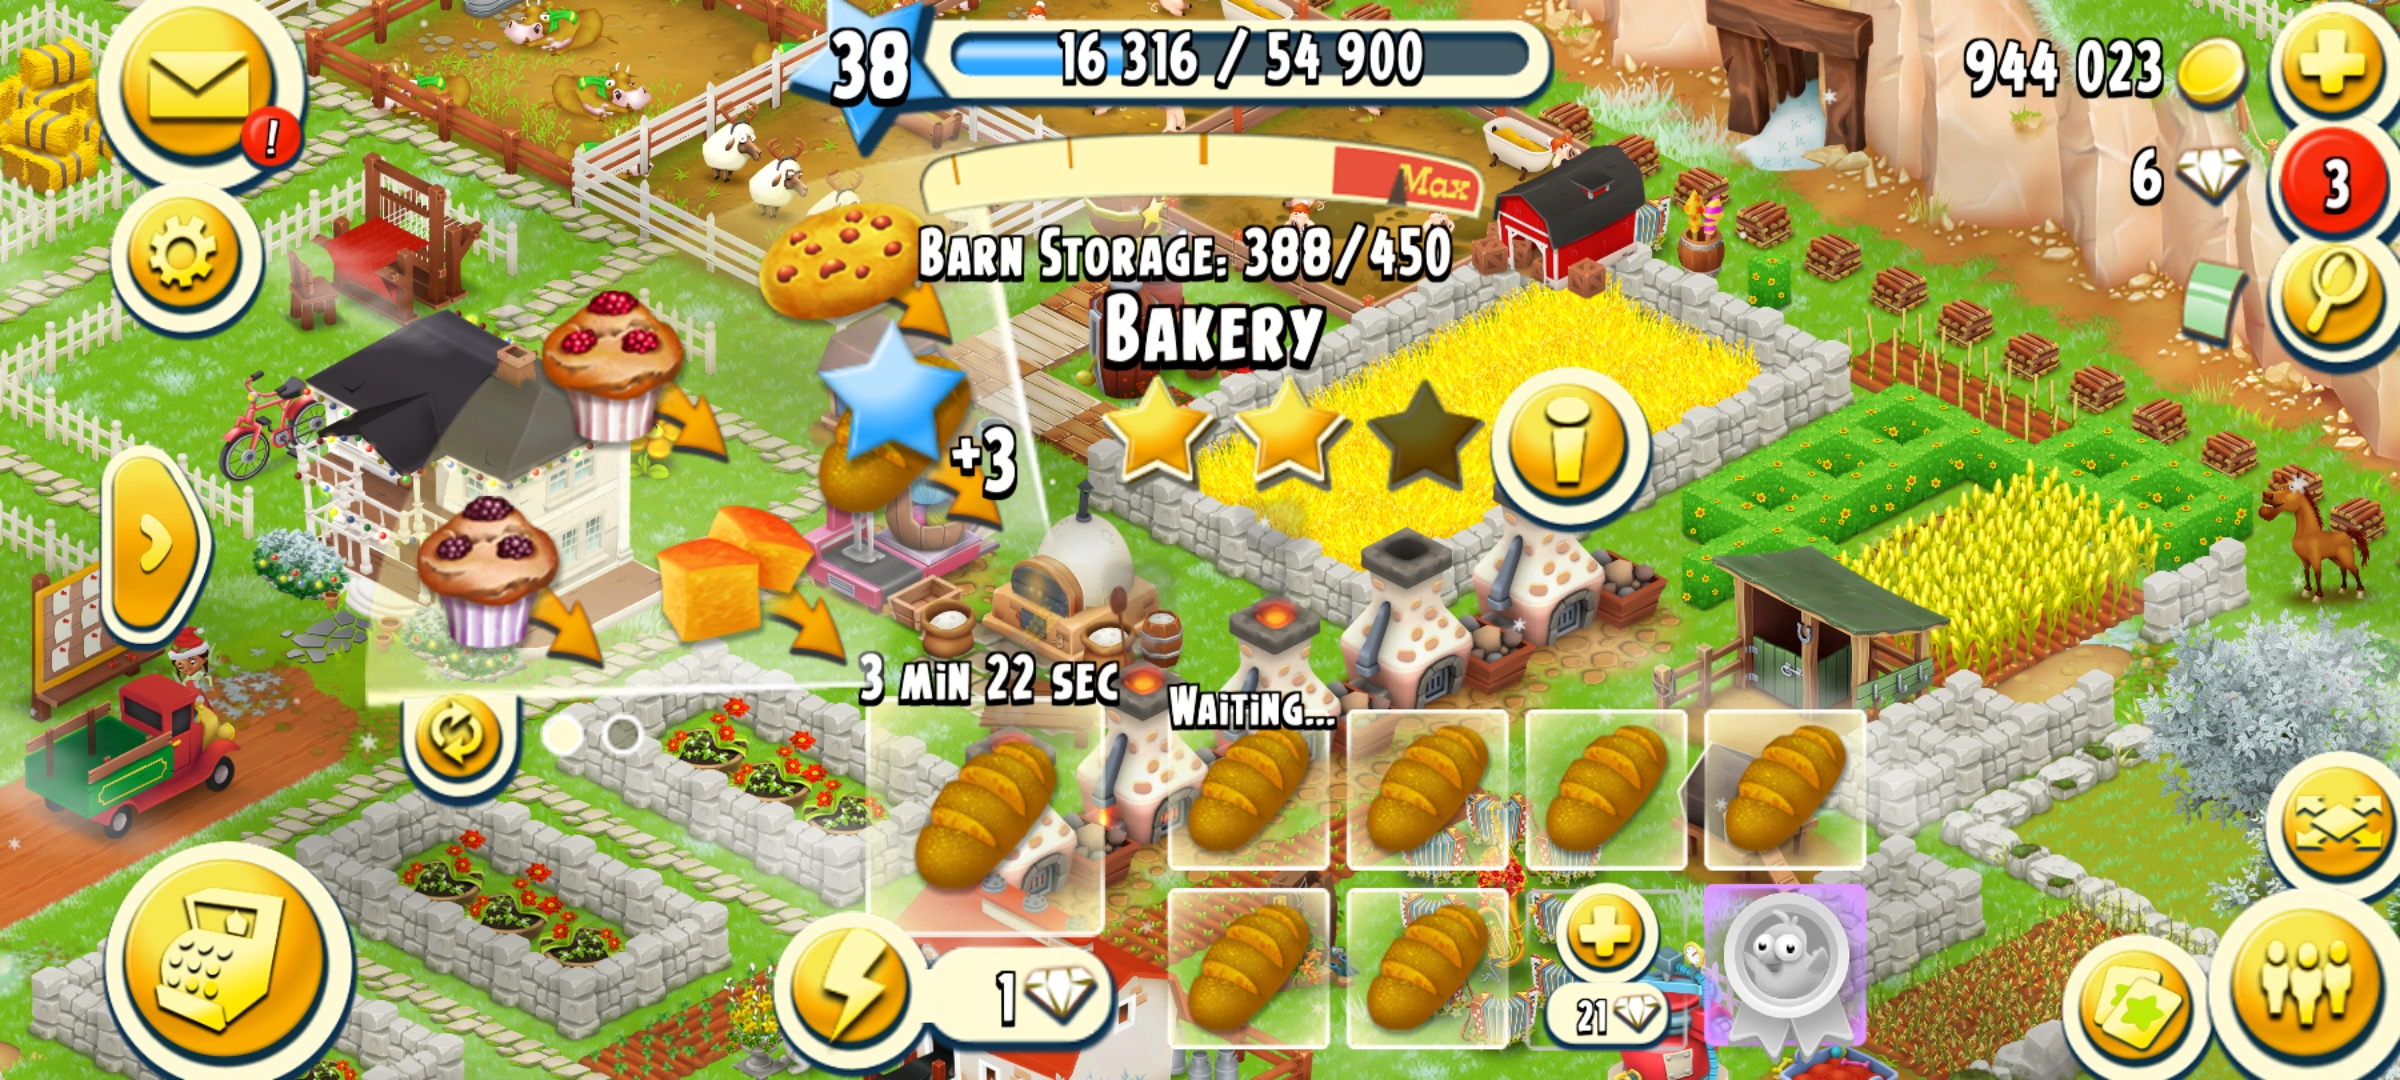 38
16 316 / 54 900
944 023
!
6
3
Max
Barn Storage: 388/450
Bakery
+3
3 min 22 sec
Waiting...
1
21